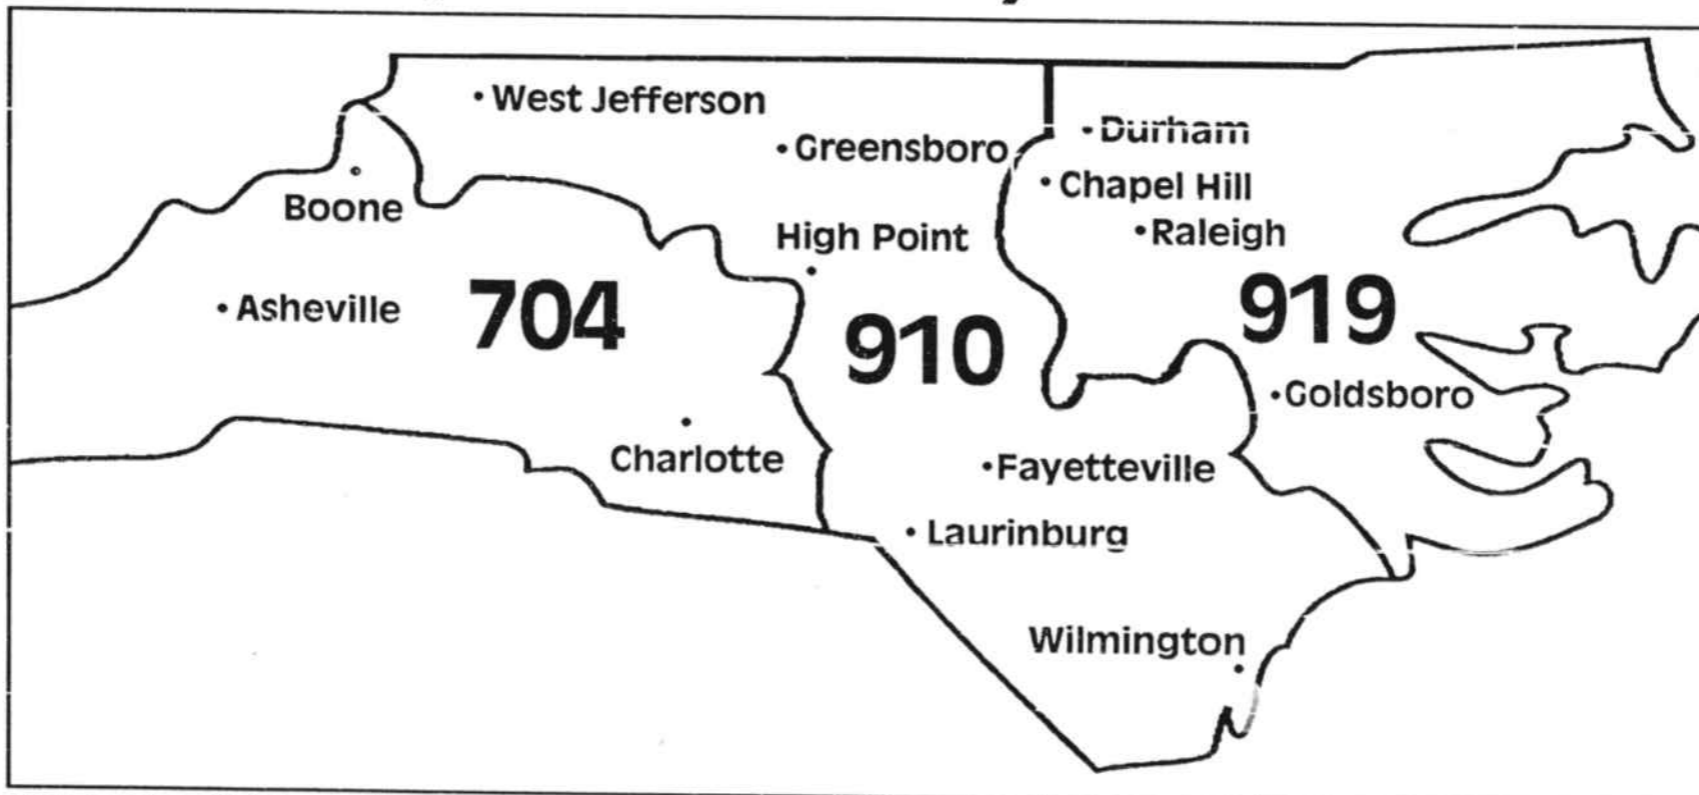 West Jefferson
Durham
Greensboro
Chapel Hill
Boone
Raleigh
High Point
Asheville
704
919
910
Goldsboro
Charlotte
Fayetteville
Laurinburg
Wilmington